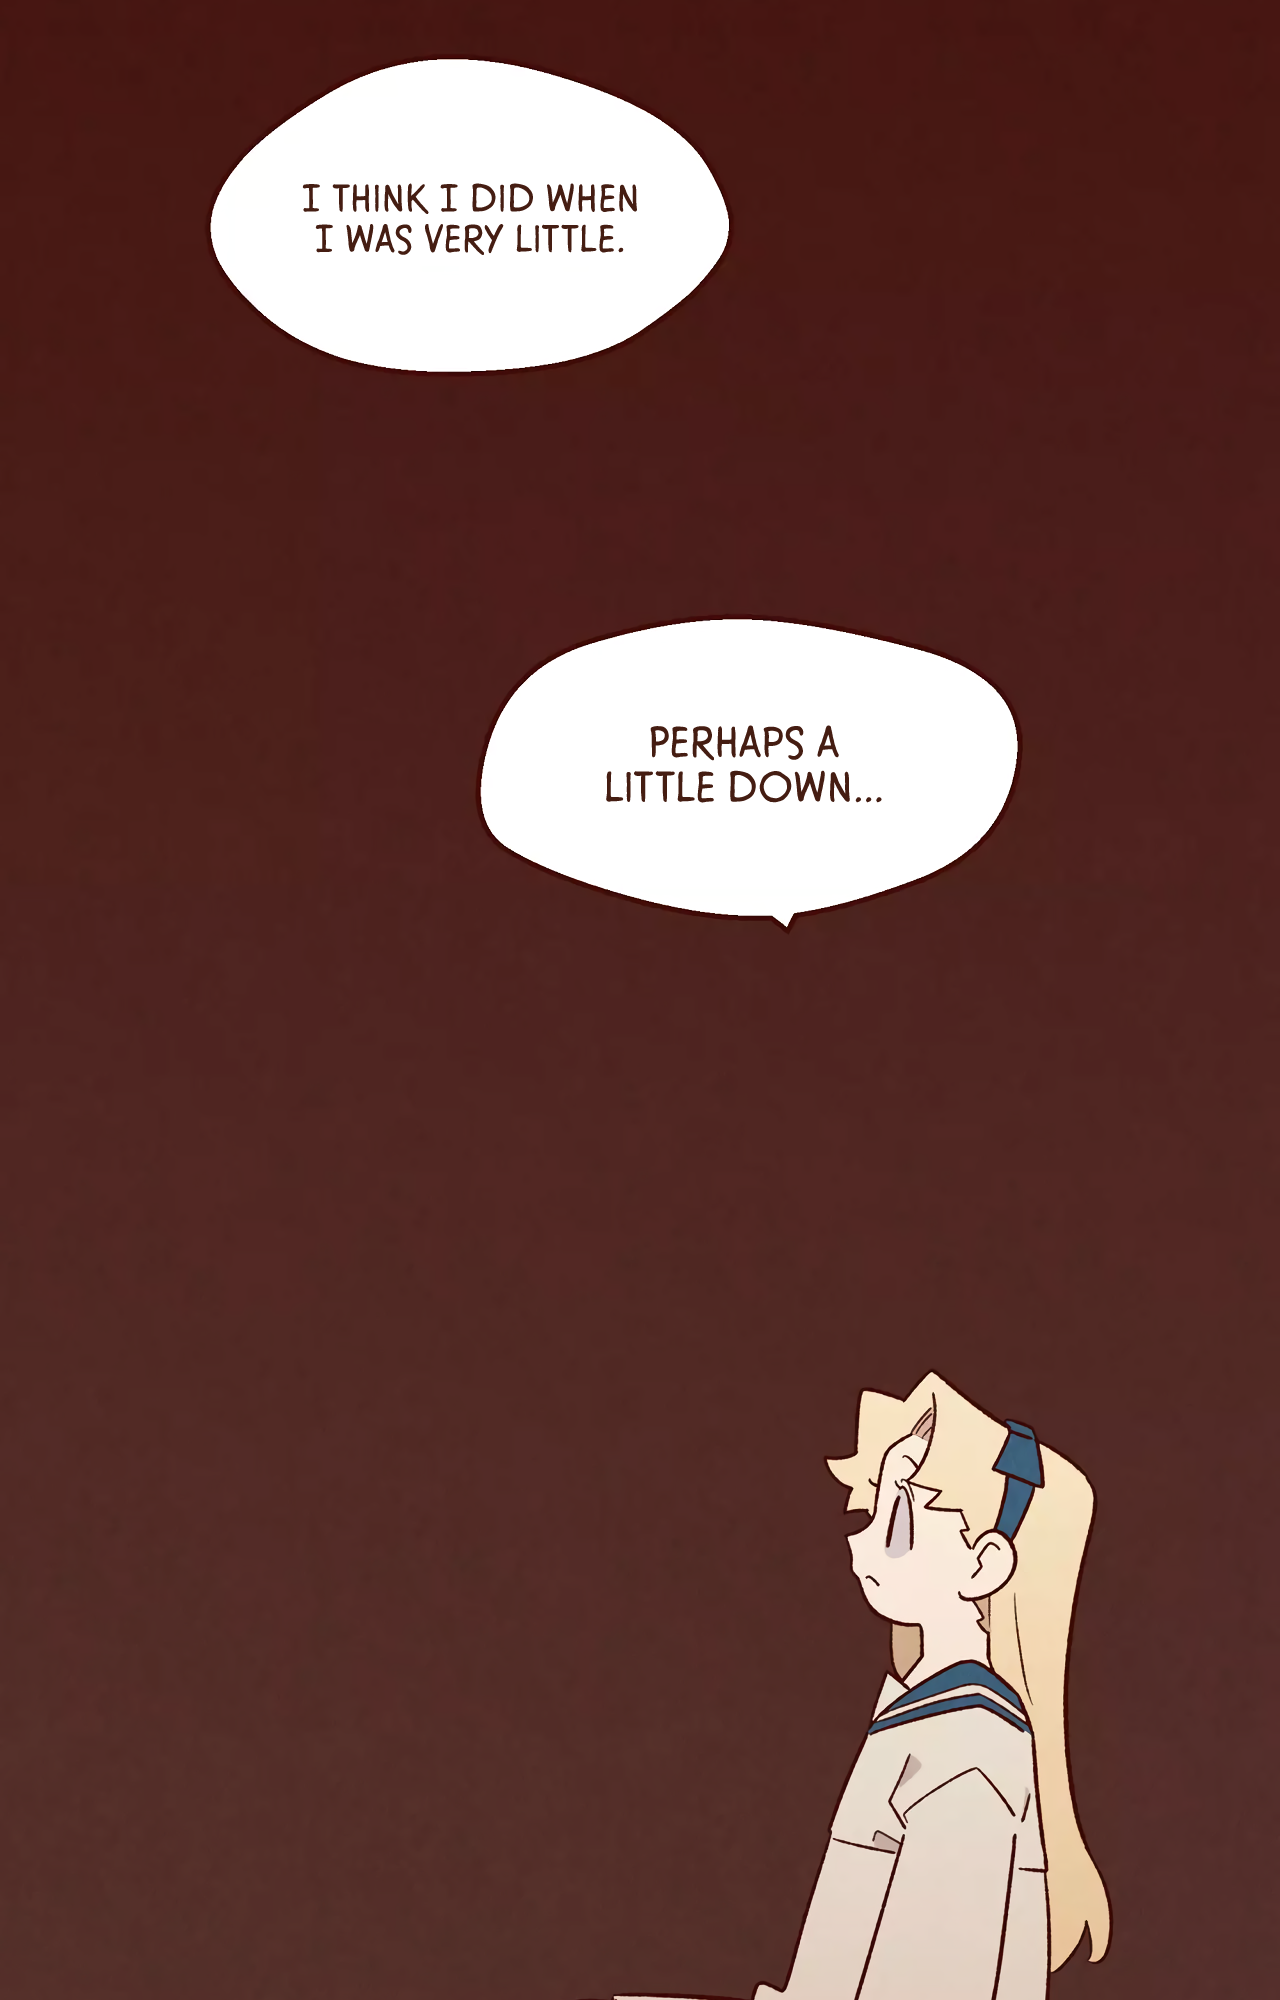 I THINK I DID WHEN
I WAS VERY LITTLE.
PERHAPS A
LITTLE DOWN...